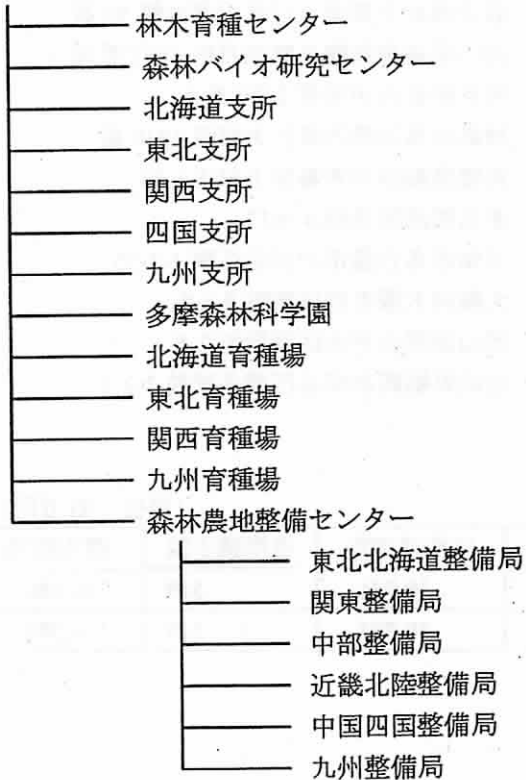 林木育種センター
森林バイオ研究センター
北海道支所
東北支所
関西支所
四国支所
九州支所
多摩森林科学園
北海道育種場
東北育種場
関西育種場
九州育種場
森林農地整備センター
東北北海道整備局
関東整備局
中部整備局
近畿北陸整備局
中国四国整備局
九州整備局